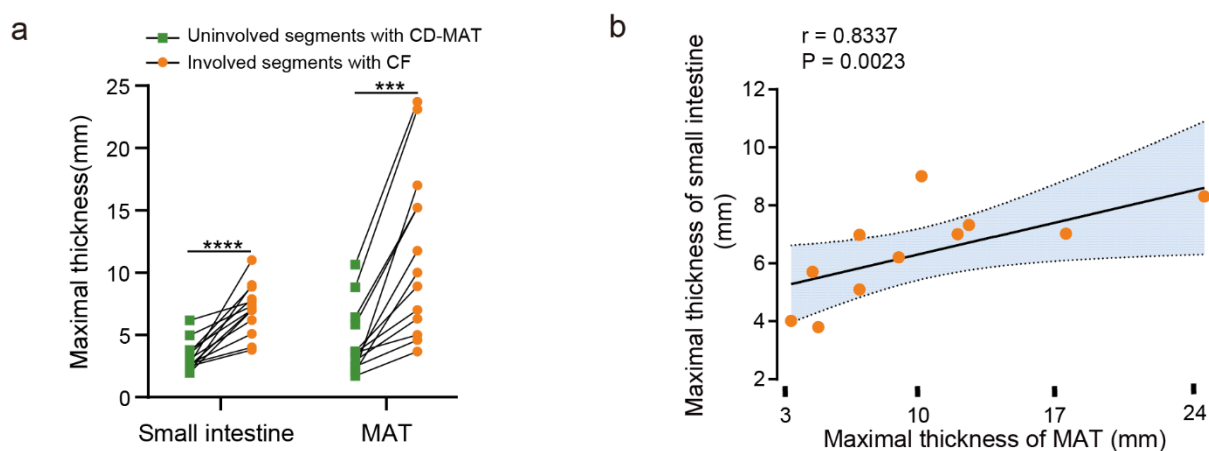 a
Uninvolved segments with CD-MAT
Involved segments with CF
Maximal thickness(mm)
25
20
15
10
5
0
****
***
Small intestine
MAT
b
r = 0.8337
P = 0.0023
Maximal thickness of small intestine
(mm)
12
10
8
6
4
2
3
10
17
24
Maximal thickness of MAT (mm)